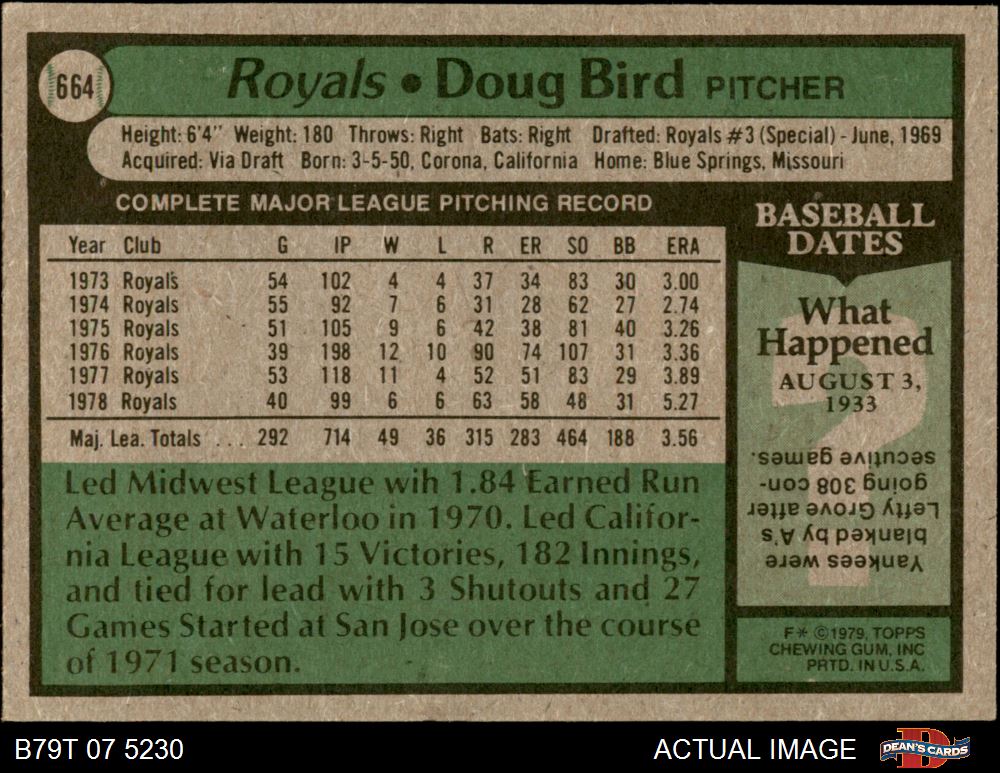 664
Royals • Doug Bird PITCHER
Height: 6'4" Weight: 180 Throws: Right Bats: Right Drafted: Royals #3 (Special) - June, 1969
Acquired: Via Draft Born: 3-5-50, Corona, California Home: Blue Springs, Missouri
COMPLETE MAJOR LEAGUE PITCHING RECORD
Year Club G IP W L R ER SO BB ERA
1973 Royals 54 102 4 4 37 34 83 30 3.00
1974 Royals 55 92 7 6 31 28 62 27 2.74
1975 Royals 51 105 9 6 42 38 81 40 3.26
1976 Royals 39 198 12 10 90 74 107 31 3.36
1977 Royals 53 118 11 4 52 51 83 29 3.89
1978 Royals 40 99 6 6 63 58 48 31 5.27
Maj. Lea. Totals ... 292 714 49 36 315 283 464 188 3.56
Led Midwest League wih 1.84 Earned Run
Average at Waterloo in 1970. Led Califor-
nia League with 15 Victories, 182 Innings,
and tied for lead with 3 Shutouts and 27
Games Started at San Jose over the course
of 1971 season.
BASEBALL
DATES
What
Happened
AUGUST 3,
1933
?
Yankees were
blanked by A's
Lefty Grove after
going 308 con-
secutive games.
F* ©1979, TOPPS
CHEWING GUM, INC
PRTD. IN U.S.A.
B79T 07 5230
ACTUAL IMAGE
DEAN'S CARDS